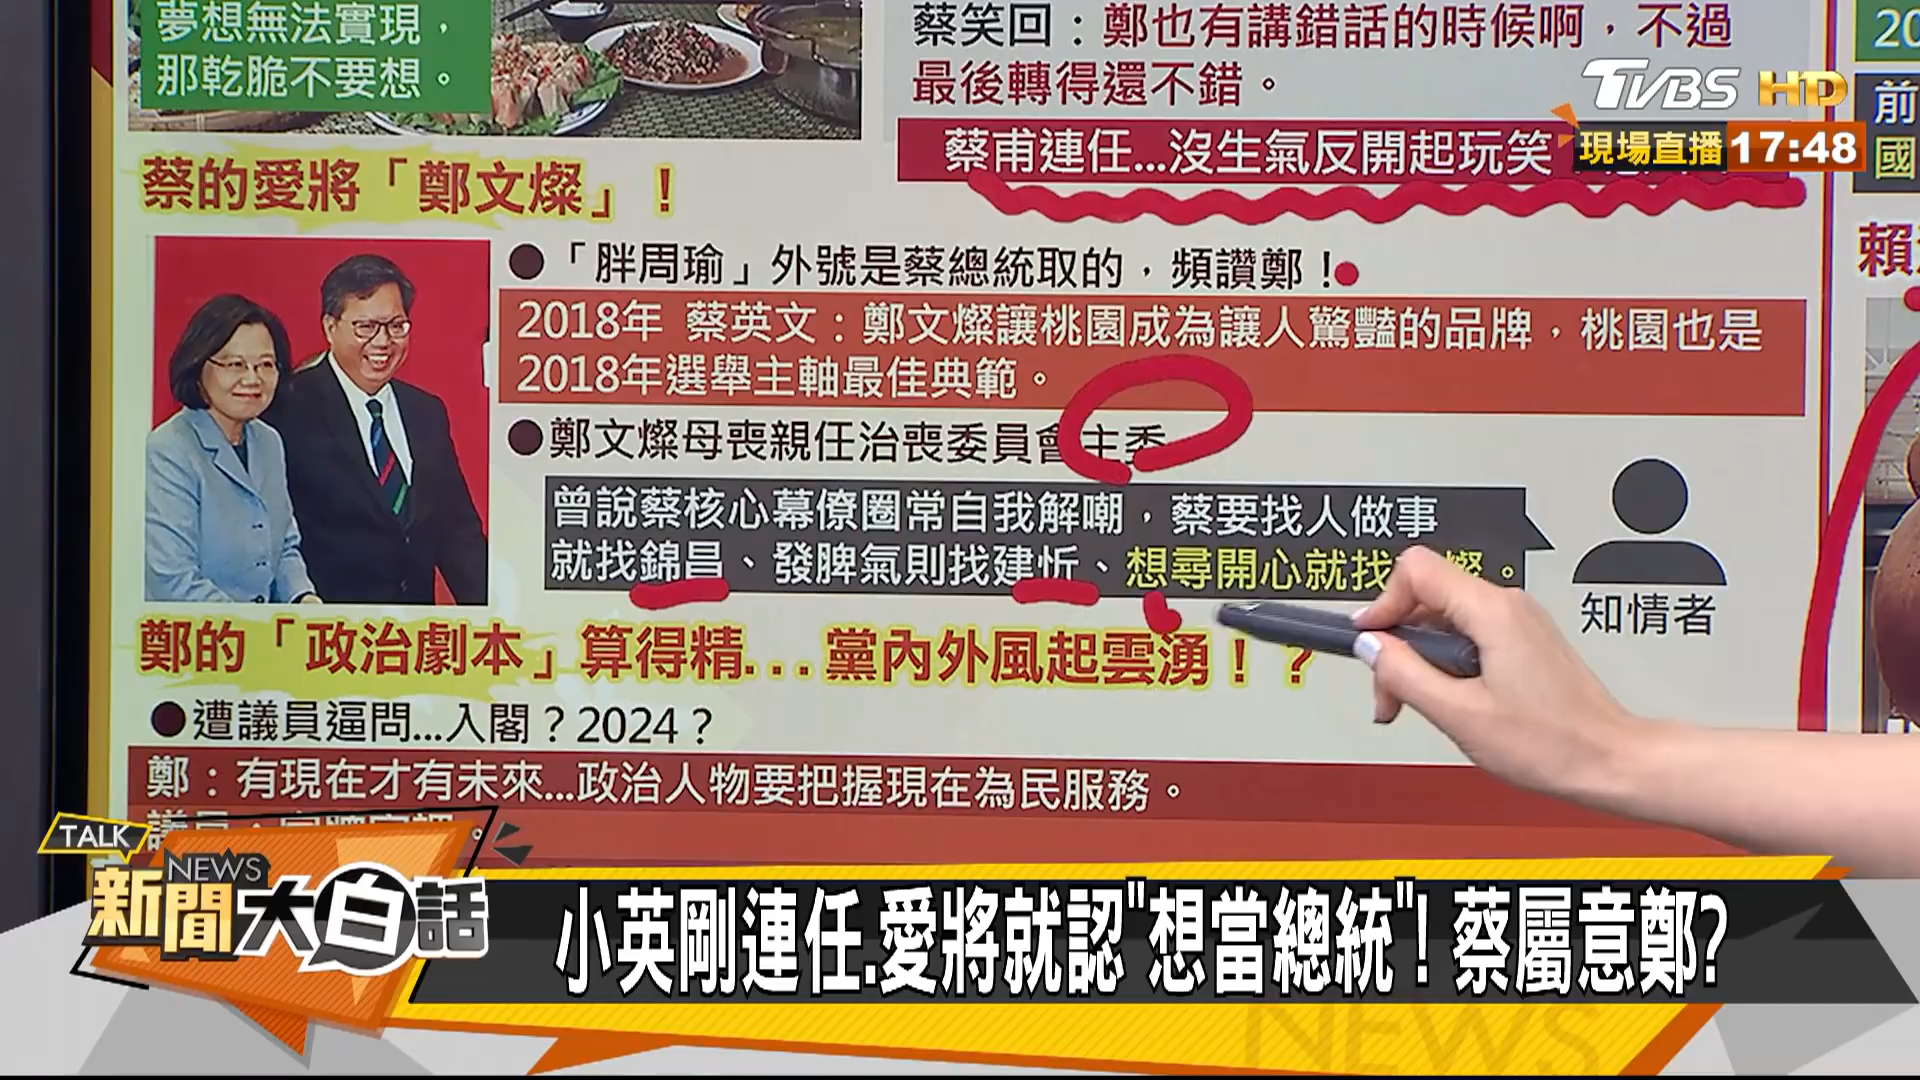 夢想無法實現，
那乾脆不要想。
蔡笑回：鄭也有講錯話的時候啊，不過
最後轉得還不錯。
蔡甫連任...沒生氣反開起玩笑
TVBS HD
現場直播 17:48
20
前
國
蔡的愛將「鄭文燦」！
●「胖周瑜」外號是蔡總統取的，頻讚鄭！
2018年 蔡英文：鄭文燦讓桃園成為讓人驚豔的品牌，桃園也是
2018年選舉主軸最佳典範。
●鄭文燦母喪親任治喪委員會主委
曾說蔡核心幕僚圈常自我解嘲，蔡要找人做事
就找錦昌、發脾氣則找建忻、想尋開心就找燦。
知情者
賴
鄭的「政治劇本」算得精...黨內外風起雲湧！？
●遭議員逼問...入閣？2024？
鄭：有現在才有未來...政治人物要把握現在為民服務。
TALK
NEWS
新聞大白話
小英剛連任.愛將就認"想當總統"！蔡屬意鄭?
NEWS